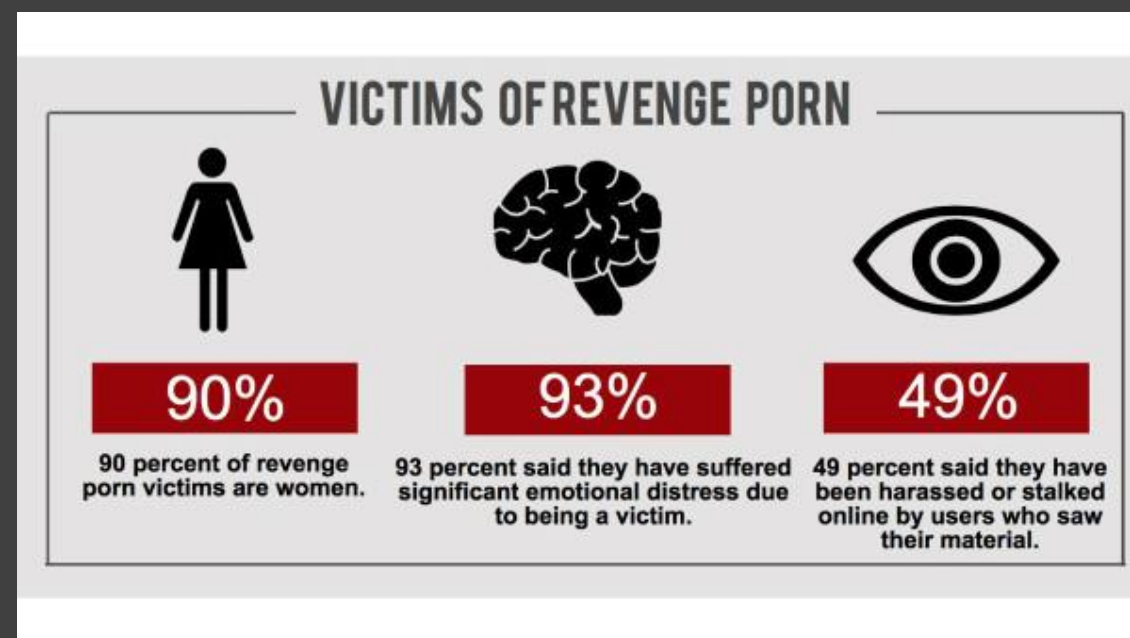 VICTIMS OF REVENGE PORN
90%
90 percent of revenge
porn victims are women.
93%
93 percent said they have suffered
significant emotional distress due
to being a victim.
49%
49 percent said they have
been harassed or stalked
online by users who saw
their material.